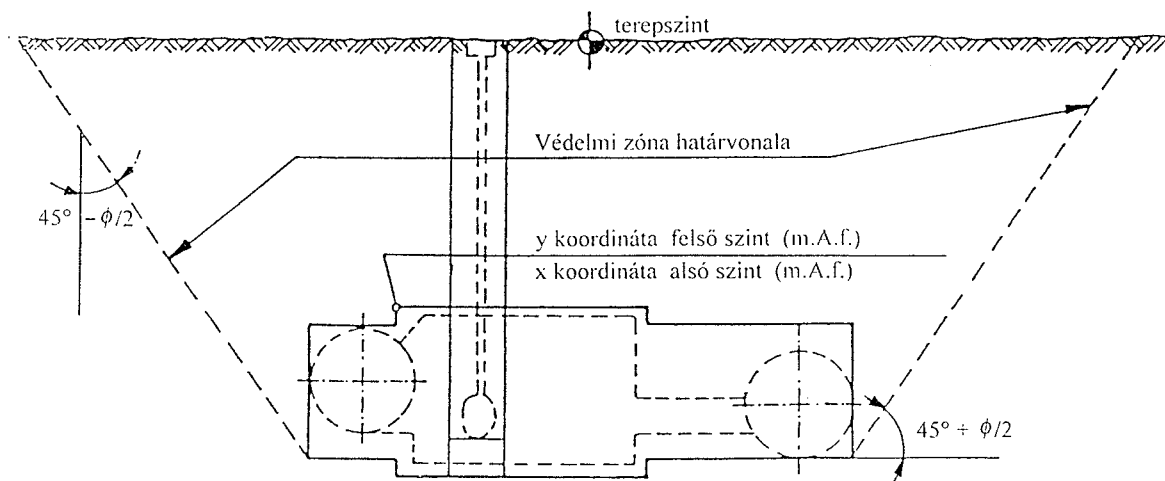 terepszint
Védelmi zóna határvonala
45° – ϕ/2
y koordináta felső szint (m.A.f.)
x koordináta alsó szint (m.A.f.)
45° + ϕ/2